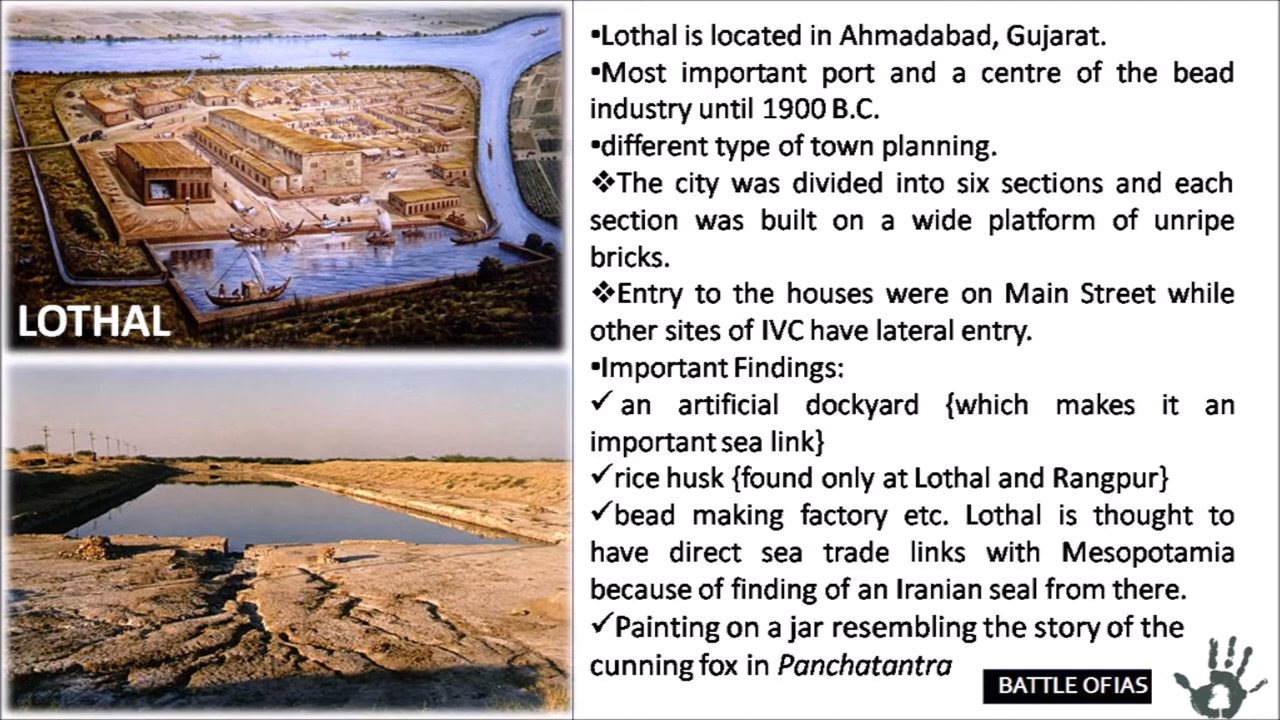 LOTHAL
•Lothal is located in Ahmadabad, Gujarat.
•Most important port and a centre of the bead
industry until 1900 B.C.
•different type of town planning.
❖The city was divided into six sections and each
section was built on a wide platform of unripe
bricks.
❖Entry to the houses were on Main Street while
other sites of IVC have lateral entry.
•Important Findings:
✓ an artificial dockyard {which makes it an
important sea link}
✓rice husk {found only at Lothal and Rangpur}
✓bead making factory etc. Lothal is thought to
have direct sea trade links with Mesopotamia
because of finding of an Iranian seal from there.
✓Painting on a jar resembling the story of the
cunning fox in Panchatantra
BATTLE OF IAS